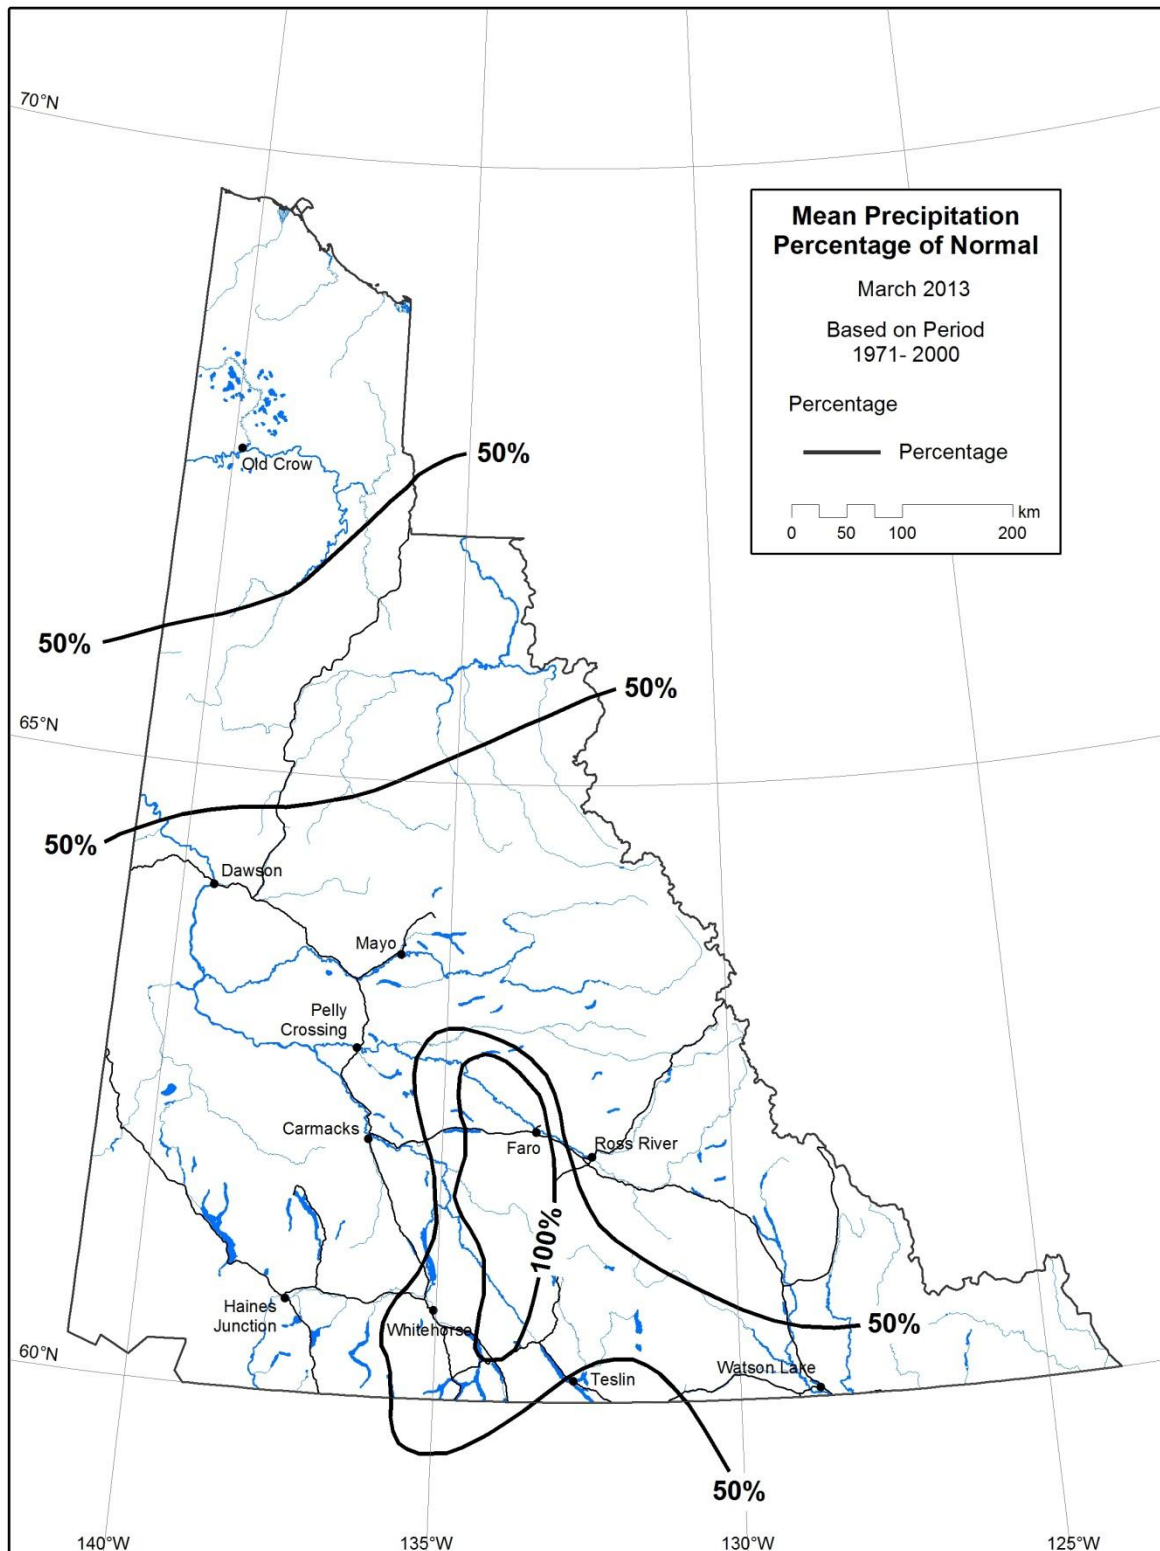 70°N
Mean Precipitation
Percentage of Normal
March 2013
Based on Period
1971- 2000
Percentage
Percentage
km
0 50 100 200
Old Crow
50%
50%
65°N
50%
50%
Dawson
Mayo
Pelly
Crossing
Carmacks
Faro
Ross River
100%
Haines
Junction
Whitehorse
50%
60°N
Teslin
Watson Lake
50%
140°W
135°W
130°W
125°W